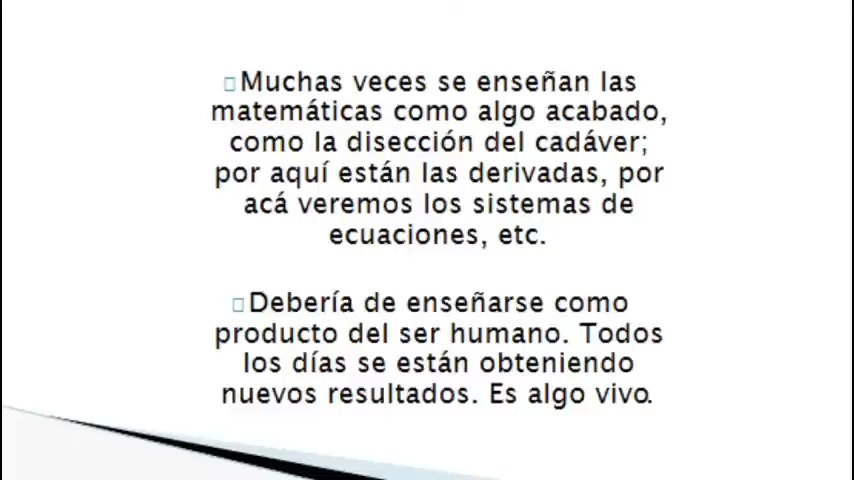 Muchas veces se enseñan las
matemáticas como algo acabado,
como la disección del cadáver;
por aquí están las derivadas, por
acá veremos los sistemas de
ecuaciones, etc.
Debería de enseñarse como
producto del ser humano. Todos
los días se están obteniendo
nuevos resultados. Es algo vivo.